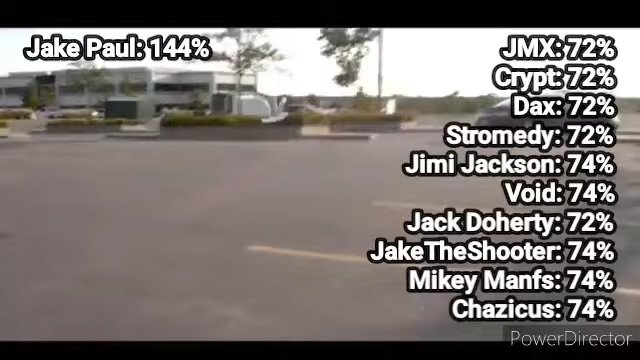 Jake Paul: 144%
JMX: 72%
Crypt: 72%
Dax: 72%
Stromedy: 72%
Jimi Jackson: 74%
Void: 74%
Jack Doherty: 72%
JakeTheShooter: 74%
Mikey Manfs: 74%
Chazicus: 74%
PowerDirector